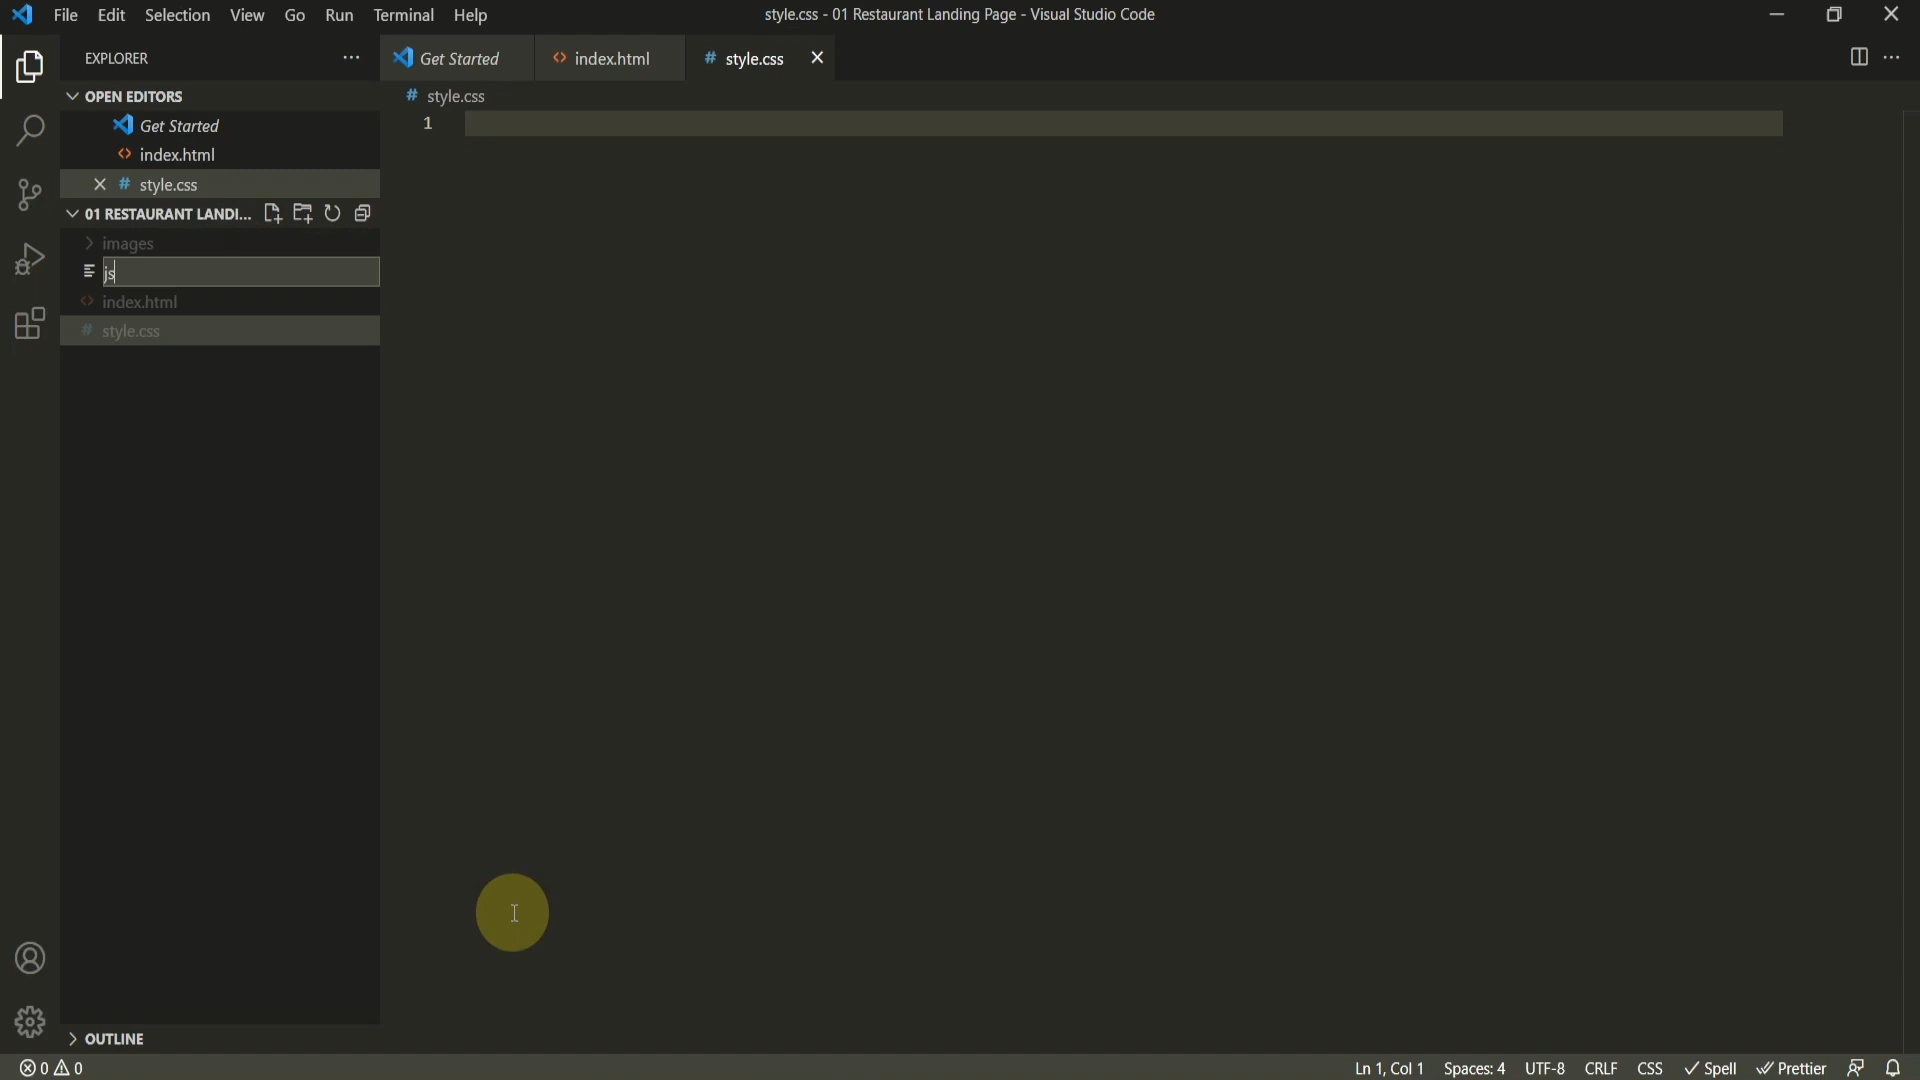 File Edit Selection View Go Run Terminal Help
style.css - 01 Restaurant Landing Page - Visual Studio Code
EXPLORER
Get Started
index.html
style.css
OPEN EDITORS
Get Started
index.html
style.css
01 RESTAURANT LANDI...
images
js
index.html
style.css
OUTLINE
style.css
1
0 0
Ln 1, Col 1 Spaces: 4 UTF-8 CRLF CSS Spell Prettier